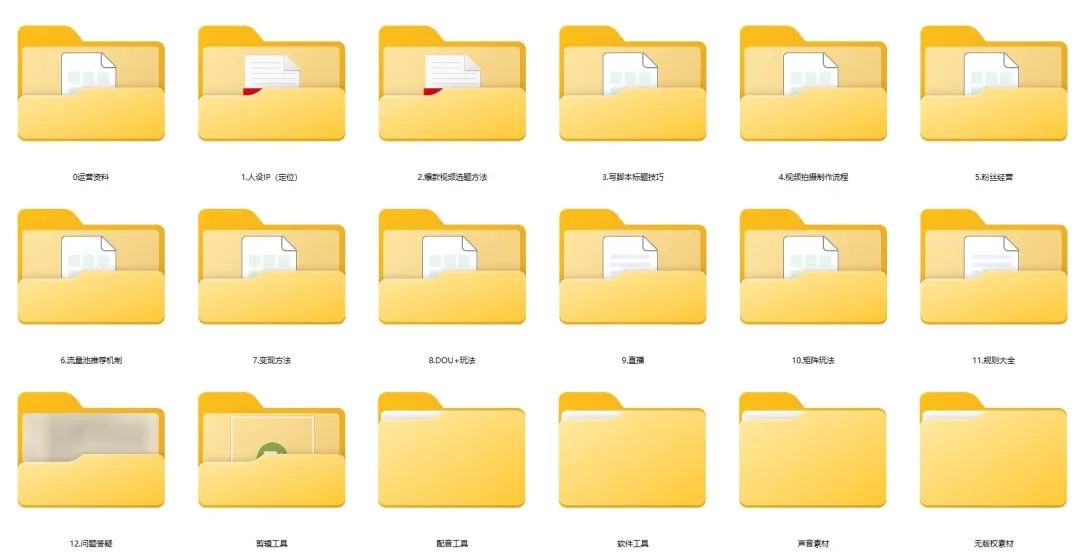 0运营资料
1.人设IP（定位）
2.爆款视频选题方法
3.写脚本标题技巧
4.视频拍摄制作流程
5.粉丝经营
6.流量池推荐机制
7.变现方法
8.DOU+玩法
9.直播
10.矩阵玩法
11.规则大全
12.问题答疑
剪辑工具
配音工具
软件工具
声音素材
无版权素材